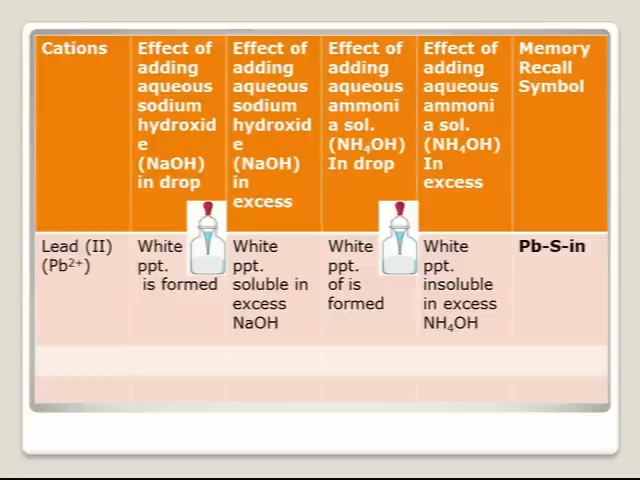 Cations
Effect of
adding
aqueous
sodium
hydroxid
e
(NaOH)
in drop
Effect of
adding
aqueous
sodium
hydroxid
e
(NaOH)
in
excess
Effect of
adding
aqueous
ammoni
a sol.
(NH₄OH)
In drop
Effect of
adding
aqueous
ammoni
a sol.
(NH₄OH)
In
excess
Memory
Recall
Symbol
Lead (II)
(Pb²⁺)
White
ppt.
is formed
White
ppt.
soluble in
excess
NaOH
White
ppt.
of is
formed
White
ppt.
insoluble
in excess
NH₄OH
Pb-S-in